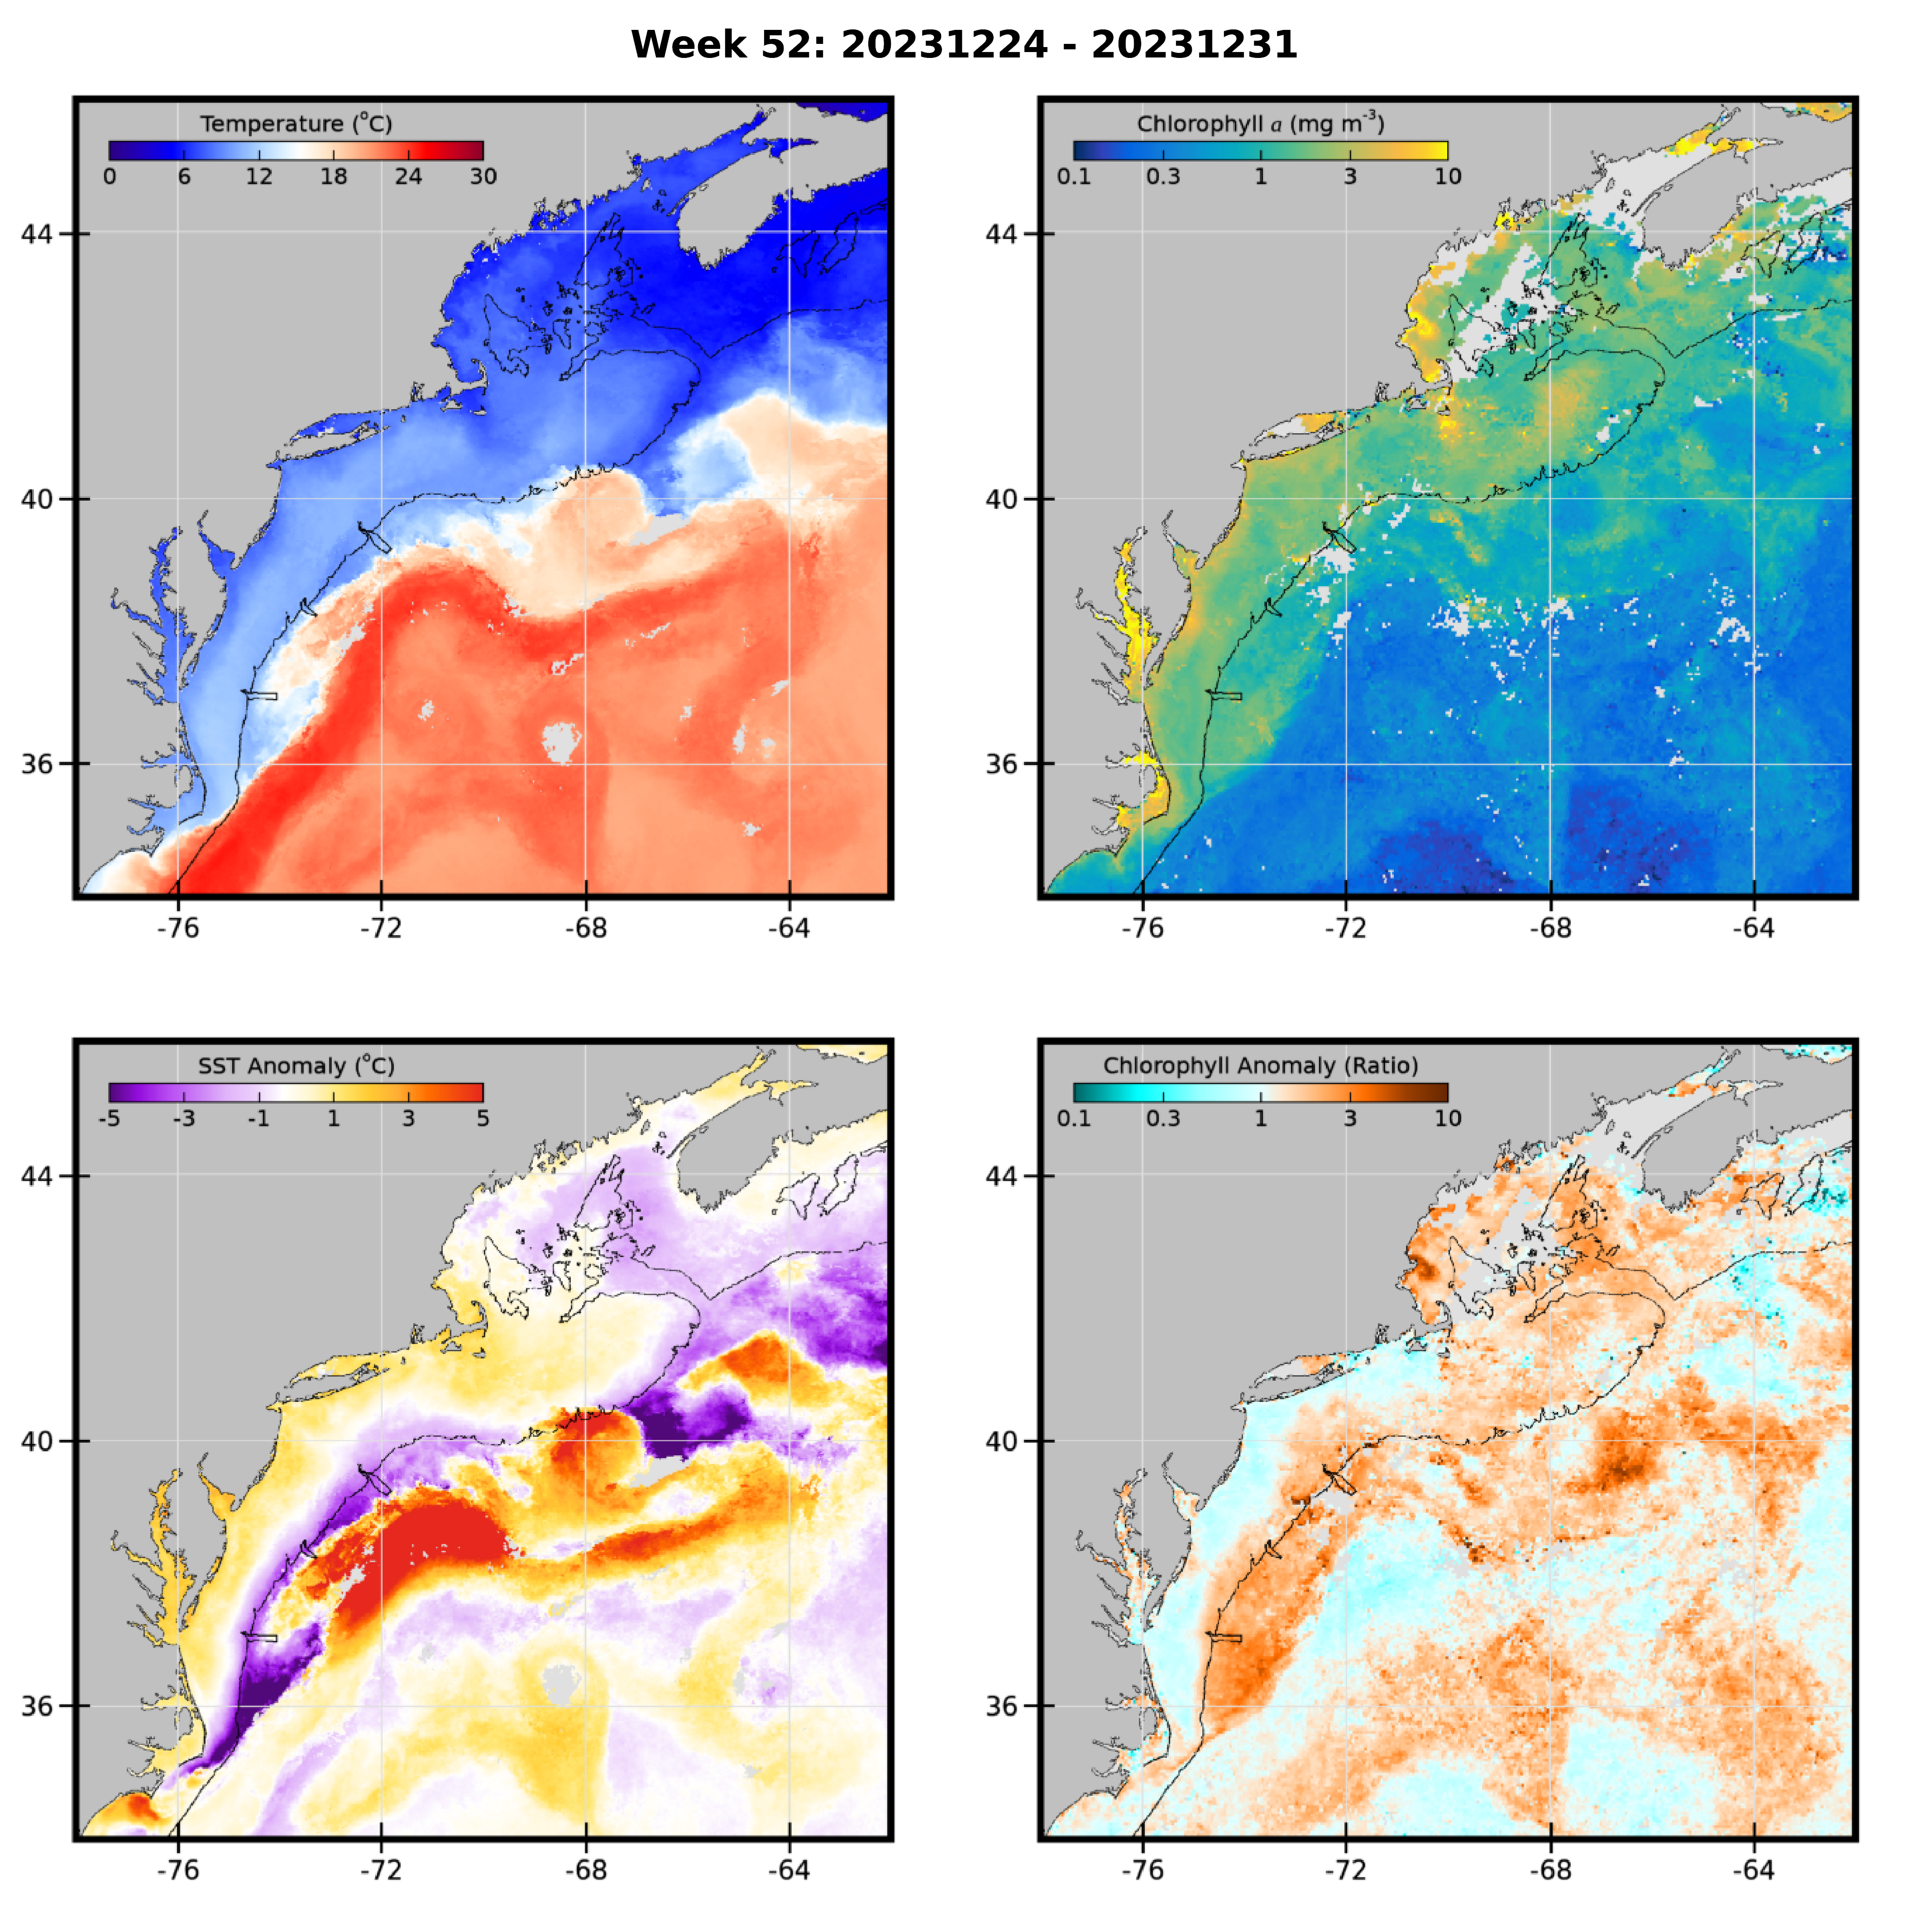 Week 52: 20231224 - 20231231
Temperature (°C)
0 6 12 18 24 30
44
40
36
-76 -72 -68 -64
Chlorophyll a (mg m⁻³)
0.1 0.3 1 3 10
44
40
36
-76 -72 -68 -64
SST Anomaly (°C)
-5 -3 -1 1 3 5
44
40
36
-76 -72 -68 -64
Chlorophyll Anomaly (Ratio)
0.1 0.3 1 3 10
44
40
36
-76 -72 -68 -64